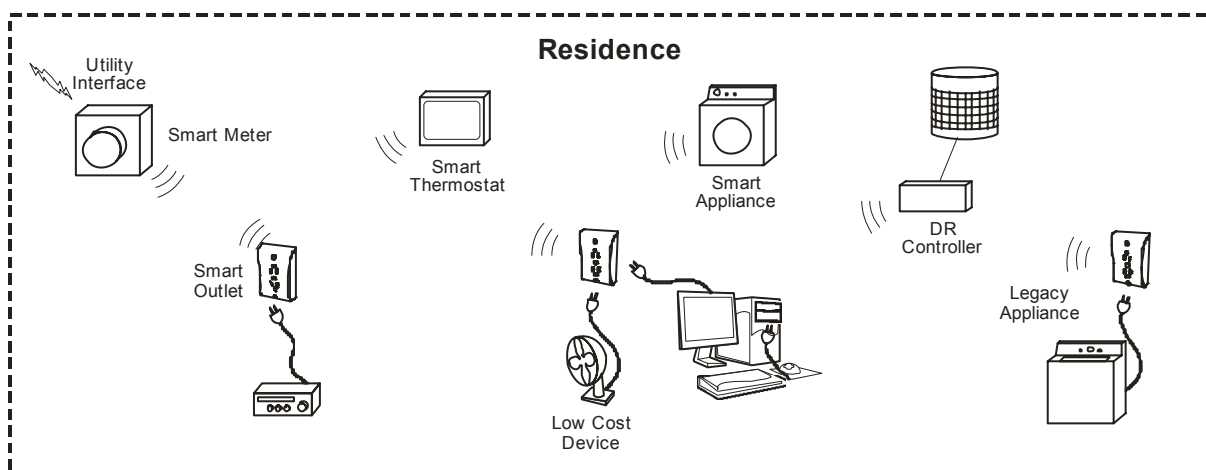 Residence
Utility
Interface
Smart Meter
Smart
Thermostat
Smart
Appliance
DR
Controller
Smart
Outlet
Low Cost
Device
Legacy
Appliance